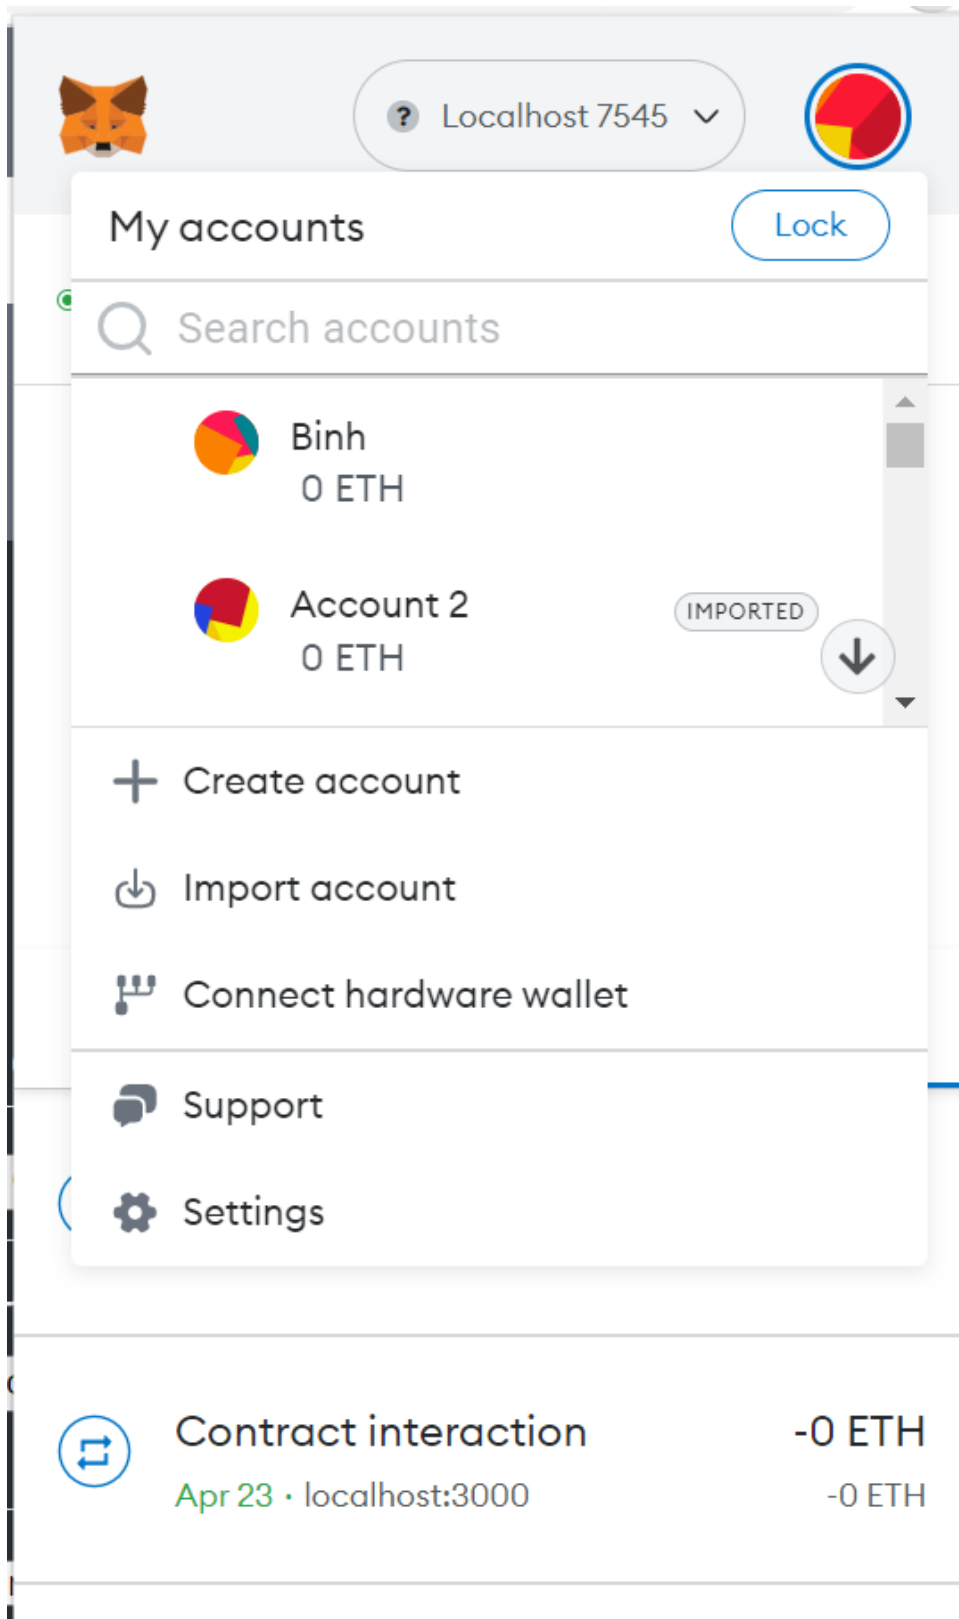 ? Localhost 7545
My accounts
Lock
Search accounts
Binh
0 ETH
Account 2
IMPORTED
0 ETH
Create account
Import account
Connect hardware wallet
Support
Settings
Contract interaction
-0 ETH
Apr 23 · localhost:3000
-0 ETH